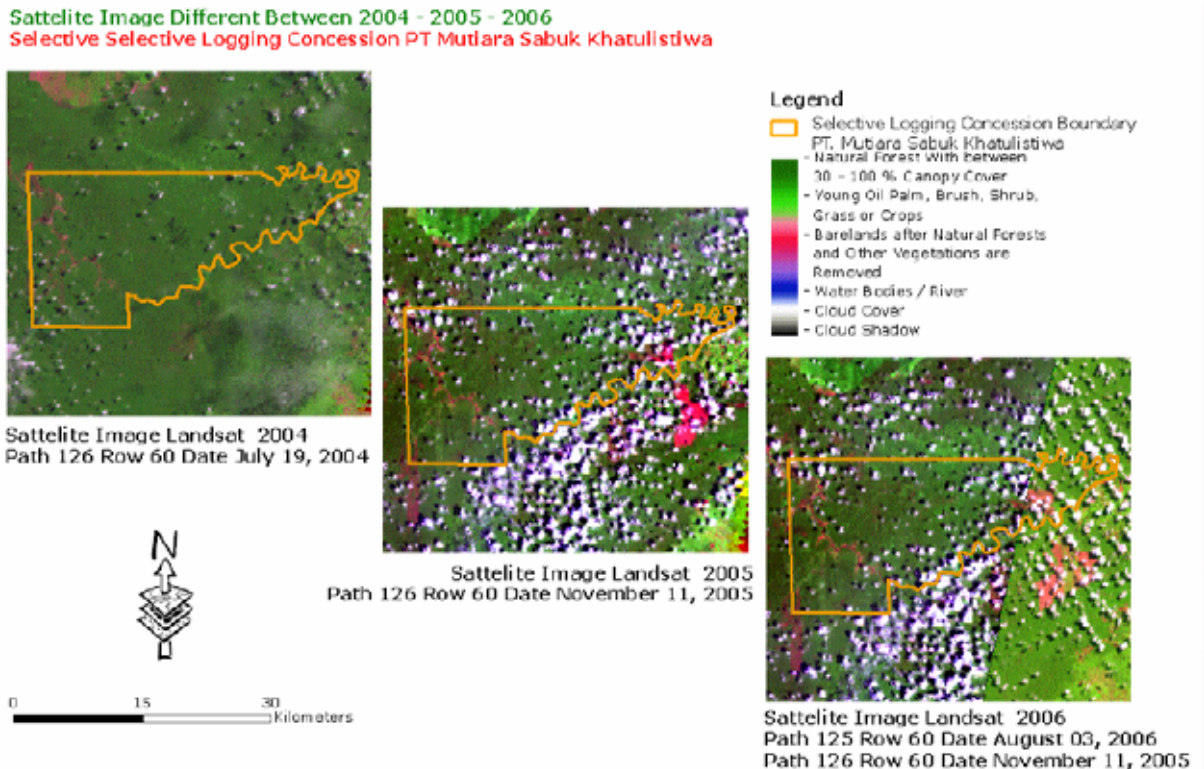 Sattelite Image Different Between 2004 - 2005 - 2006
Selective Selective Logging Concession PT Mutiara Sabuk Khatulistiwa
Legend
Selective Logging Concession Boundary
PT. Mutiara Sabuk Khatulistiwa
- Natural Forest With between
30 - 100 % Canopy Cover
- Young Oil Palm, Brush, Shrub,
Grass or Crops
- Barelands after Natural Forests
and Other Vegetations are
Removed
- Water Bodies / River
- Cloud Cover
- Cloud Shadow
Sattelite Image Landsat 2004
Path 126 Row 60 Date July 19, 2004
Sattelite Image Landsat 2005
Path 126 Row 60 Date November 11, 2005
N
0 15 30
Kilometers
Sattelite Image Landsat 2006
Path 125 Row 60 Date August 03, 2006
Path 126 Row 60 Date November 11, 2005